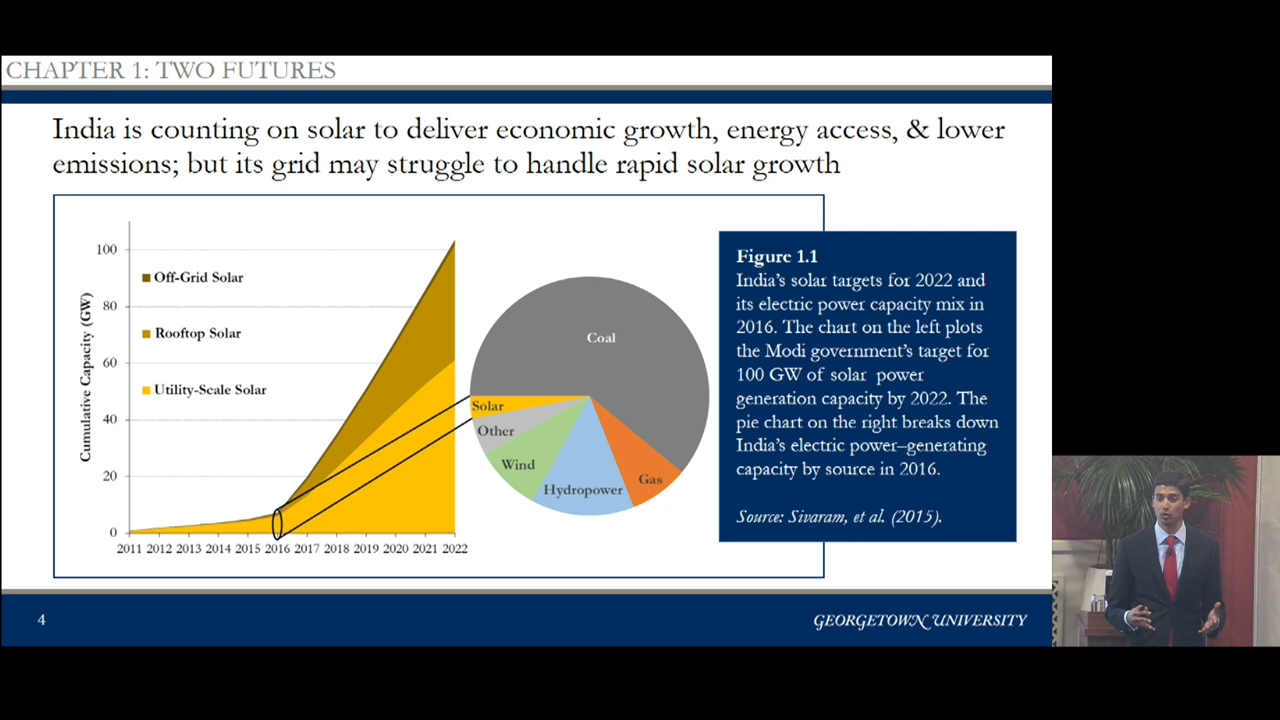 CHAPTER 1: TWO FUTURES
India is counting on solar to deliver economic growth, energy access, & lower
emissions; but its grid may struggle to handle rapid solar growth
Cumulative Capacity (GW)
100
80
60
40
20
0
Off-Grid Solar
Rooftop Solar
Utility-Scale Solar
2011 2012 2013 2014 2015 2016 2017 2018 2019 2020 2021 2022
Coal
Solar
Other
Wind
Hydropower
Gas
Figure 1.1
India's solar targets for 2022 and
its electric power capacity mix in
2016. The chart on the left plots
the Modi government's target for
100 GW of solar power
generation capacity by 2022. The
pie chart on the right breaks down
India's electric power–generating
capacity by source in 2016.
Source: Sivaram, et al. (2015).
4
GEORGETOWN UNIVERSITY